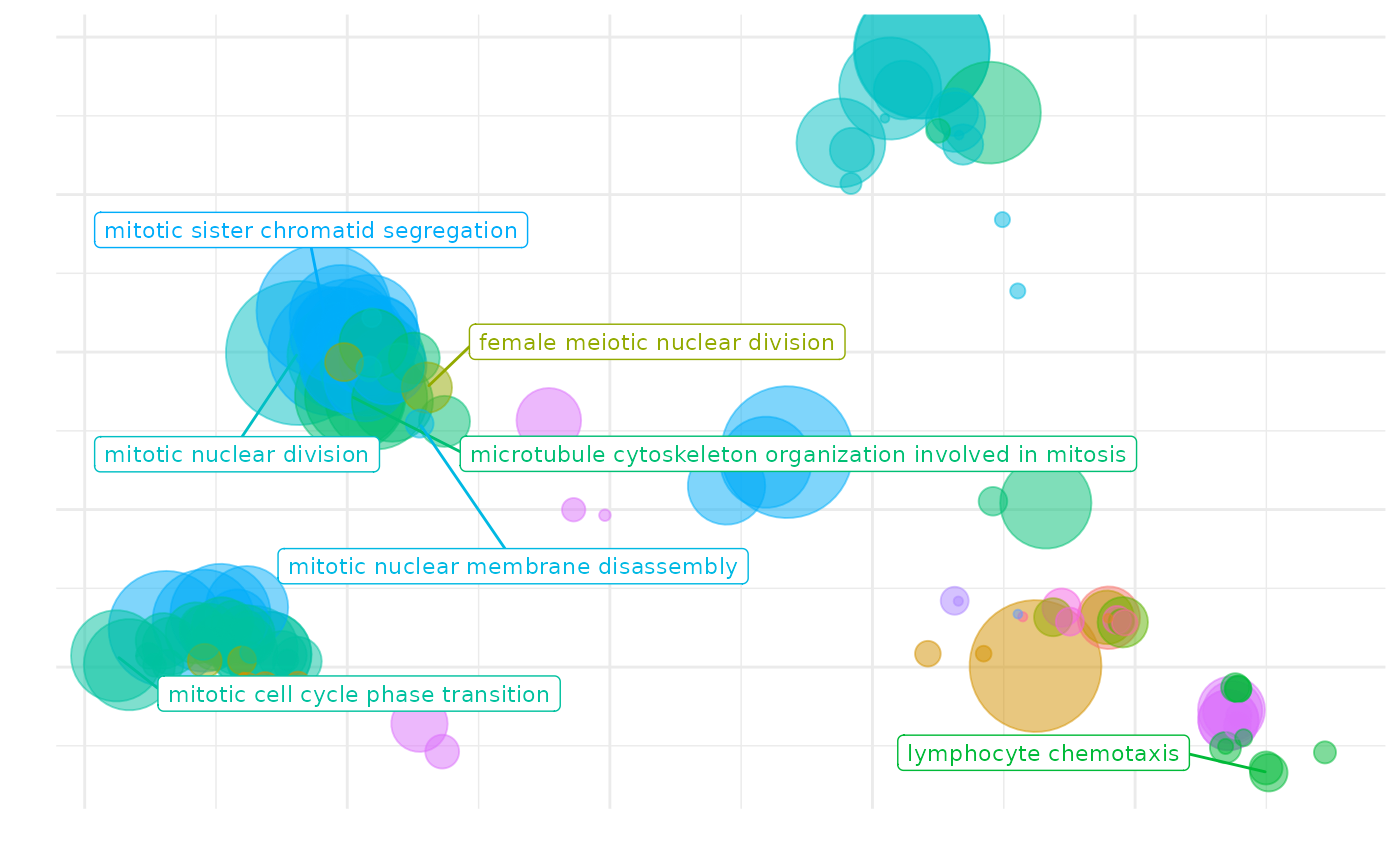 mitotic sister chromatid segregation
female meiotic nuclear division
mitotic nuclear division
microtubule cytoskeleton organization involved in mitosis
mitotic nuclear membrane disassembly
mitotic cell cycle phase transition
lymphocyte chemotaxis